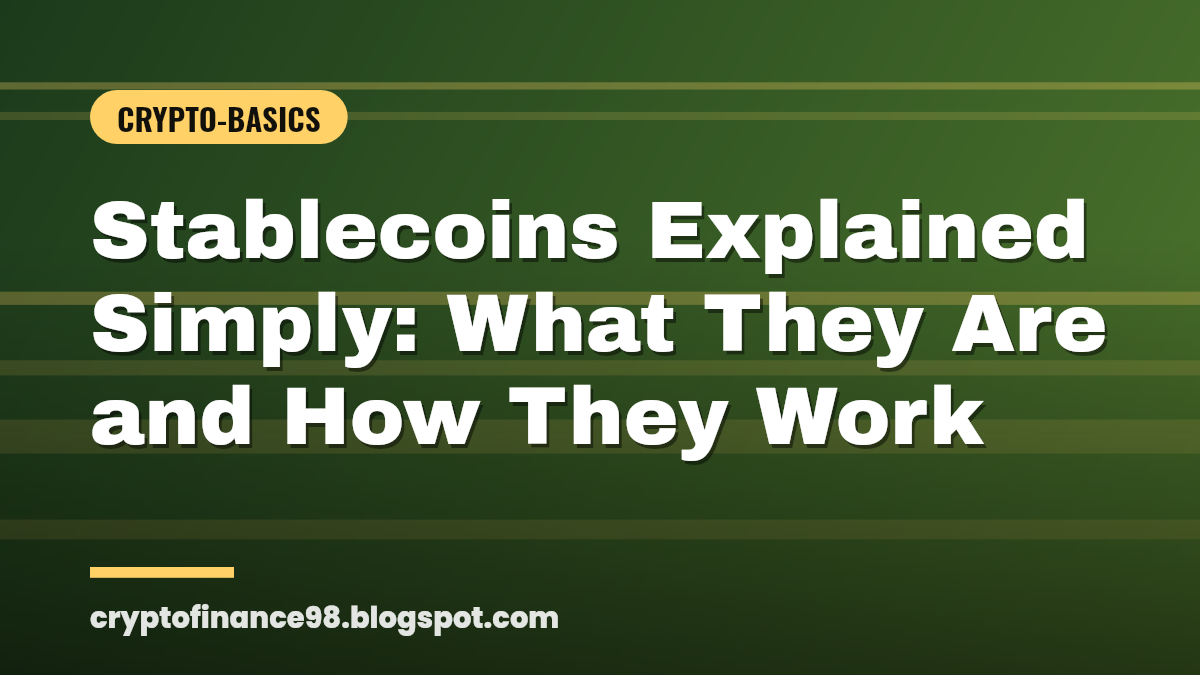 CRYPTO-BASICS
Stablecoins Explained
Simply: What They Are
and How They Work
cryptofinance98.blogspot.com